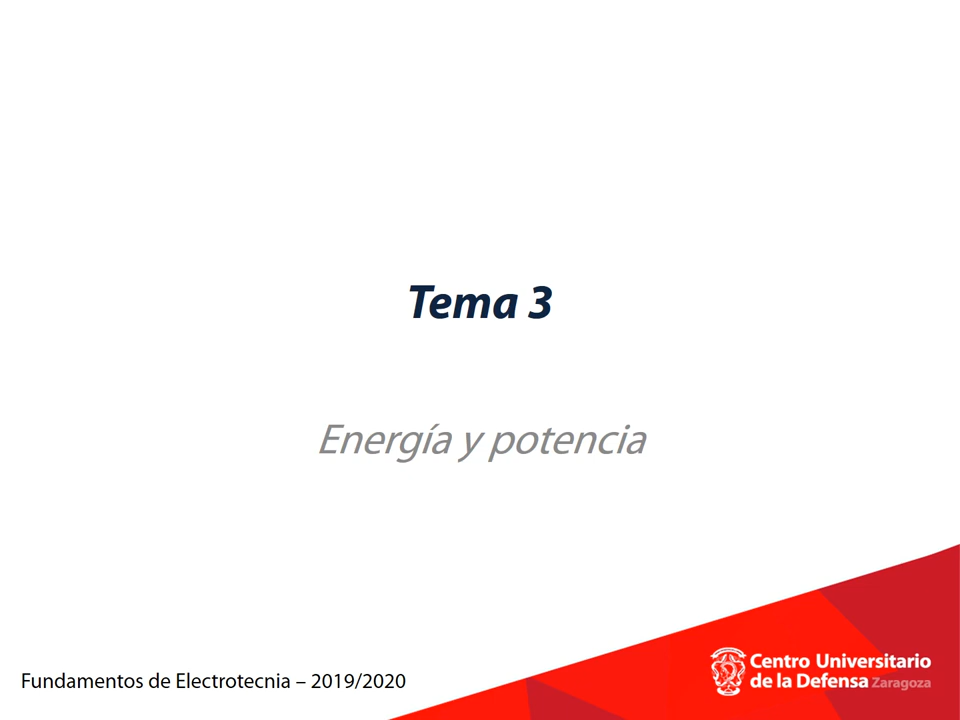 Tema 3
Energía y potencia
Fundamentos de Electrotecnia – 2019/2020
Centro Universitario
de la Defensa Zaragoza